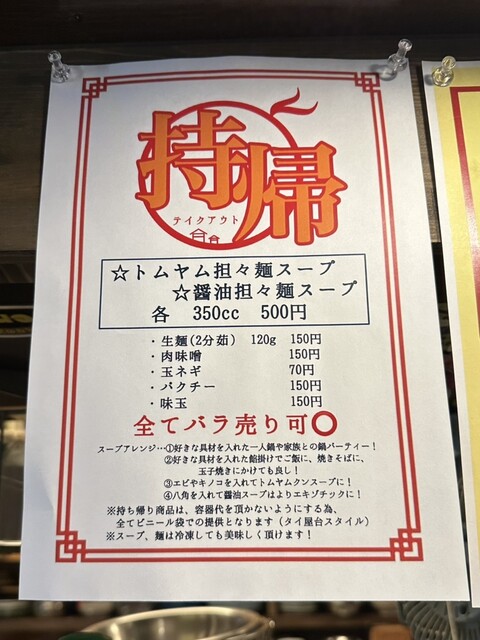 持帰
テイクアウト
☆トムヤム担々麺スープ
☆醤油担々麺スープ
各 350cc 500円
・生麺(2分茹) 120g 150円
・肉味噌 150円
・玉ネギ 70円
・パクチー 150円
・味玉 150円
全てバラ売り可〇
スープアレンジ…①好きな具材を入れた一人鍋や家族との鍋パーティー！
②好きな具材を入れた餡掛けでご飯に、焼きそばに、
玉子焼きにかけても良し！
③エビやキノコを入れてトムヤムクンスープに！
④八角を入れて醤油スープはよりエキゾチックに！
※持ち帰り商品は、容器代を頂かないようにする為、
全てビニール袋での提供となります（タイ屋台スタイル）
※スープ、麺は冷凍しても美味しく頂けます！